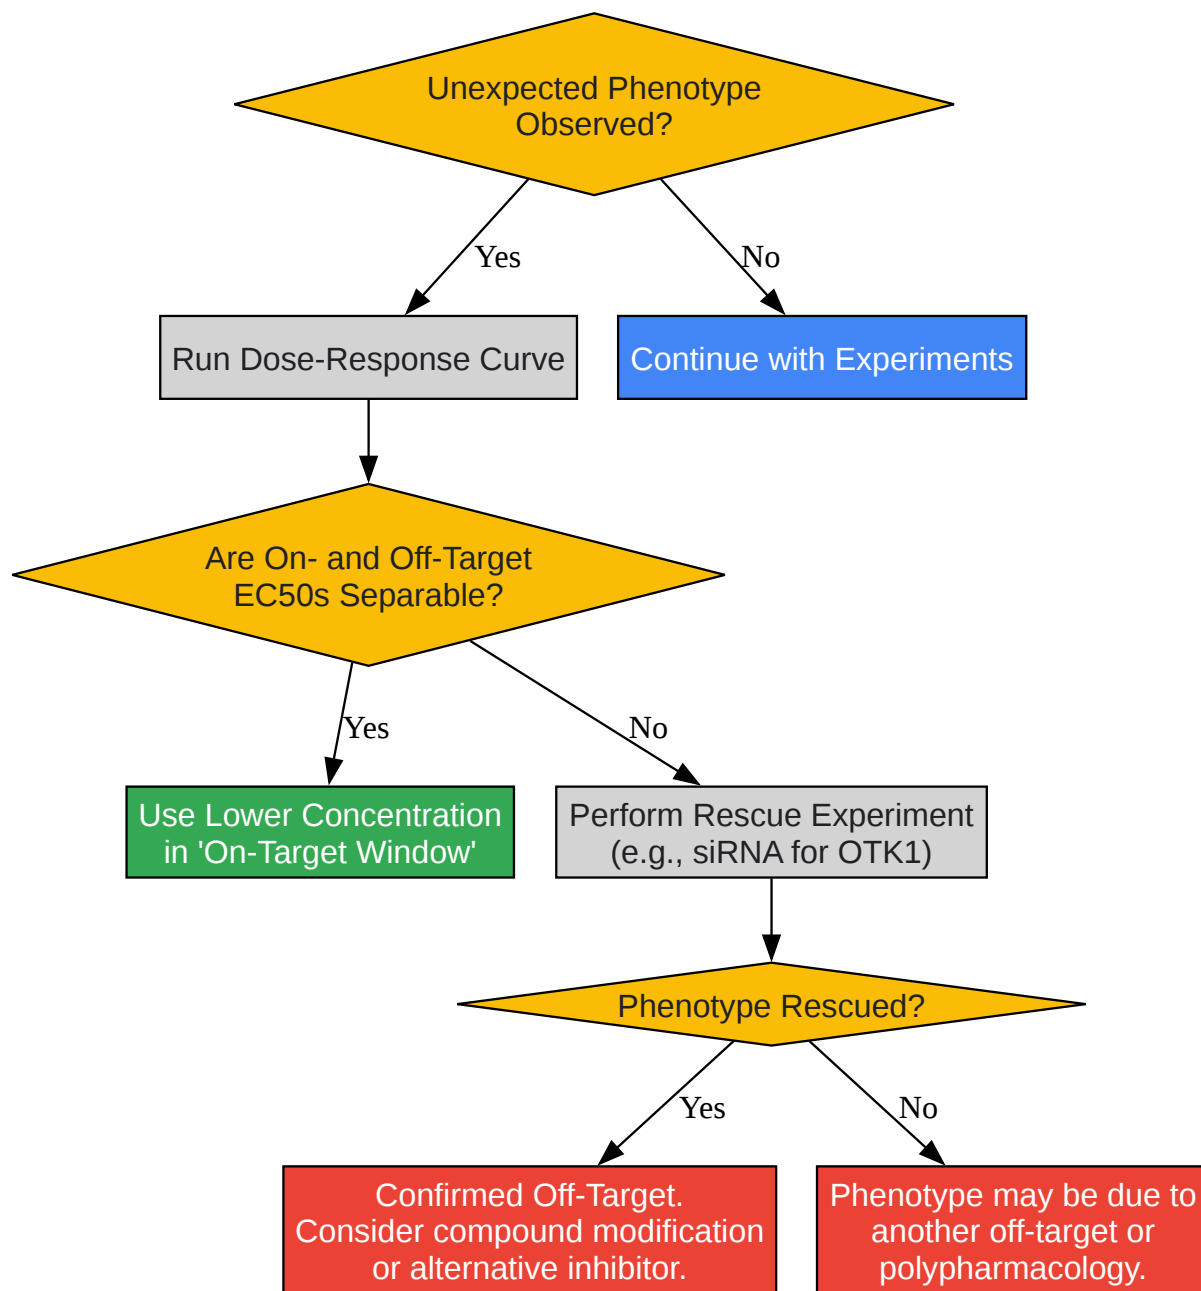 Unexpected Phenotype
Observed?
Yes
No
Run Dose-Response Curve
Continue with Experiments
Are On- and Off-Target
EC50s Separable?
Yes
No
Use Lower Concentration
in 'On-Target Window'
Perform Rescue Experiment
(e.g., siRNA for OTK1)
Phenotype Rescued?
Yes
No
Confirmed Off-Target.
Consider compound modification
or alternative inhibitor.
Phenotype may be due to
another off-target or
polypharmacology.